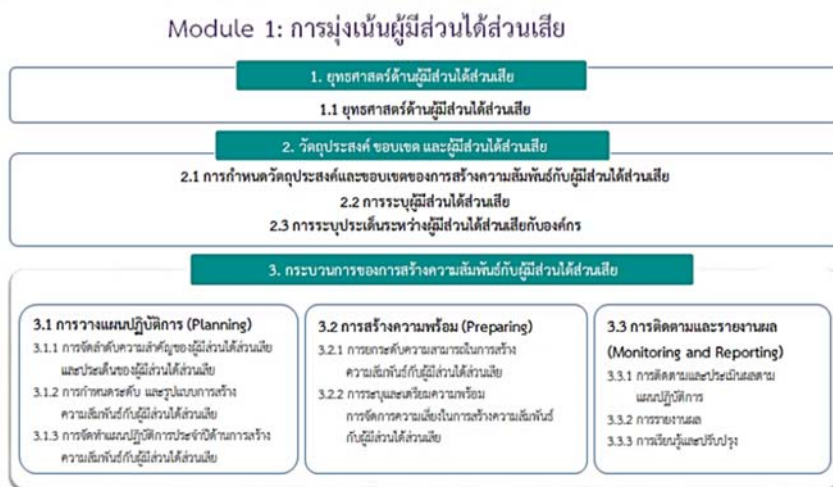 Module 1: การมุ่งเน้นผู้มีส่วนได้ส่วนเสีย
1. ยุทธศาสตร์ด้านผู้มีส่วนได้ส่วนเสีย
1.1 ยุทธศาสตร์ด้านผู้มีส่วนได้ส่วนเสีย
2. วัตถุประสงค์ ขอบเขต และผู้มีส่วนได้ส่วนเสีย
2.1 การกำหนดวัตถุประสงค์และขอบเขตของการสร้างความสัมพันธ์กับผู้มีส่วนได้ส่วนเสีย
2.2 การระบุผู้มีส่วนได้ส่วนเสีย
2.3 การระบุประเด็นระหว่างผู้มีส่วนได้ส่วนเสียกับองค์กร
3. กระบวนการของการสร้างความสัมพันธ์กับผู้มีส่วนได้ส่วนเสีย
3.1 การวางแผนปฏิบัติการ (Planning)
3.1.1 การจัดลำดับความสำคัญของผู้มีส่วนได้ส่วนเสีย
และประเด็นของผู้มีส่วนได้ส่วนเสีย
3.1.2 การกำหนดระดับ และรูปแบบการสร้าง
ความสัมพันธ์กับผู้มีส่วนได้ส่วนเสีย
3.1.3 การจัดทำแผนปฏิบัติการประจำปีด้านการสร้าง
ความสัมพันธ์กับผู้มีส่วนได้ส่วนเสีย
3.2 การสร้างความพร้อม (Preparing)
3.2.1 การยกระดับความสามารถในการสร้าง
ความสัมพันธ์กับผู้มีส่วนได้ส่วนเสีย
3.2.2 การระบุและเตรียมความพร้อม
การจัดการความเสี่ยงในการสร้างความสัมพันธ์
กับผู้มีส่วนได้ส่วนเสีย
3.3 การติดตามและรายงานผล
(Monitoring and Reporting)
3.3.1 การติดตามและประเมินผลตาม
แผนปฏิบัติการ
3.3.2 การรายงานผล
3.3.3 การเรียนรู้และปรับปรุง